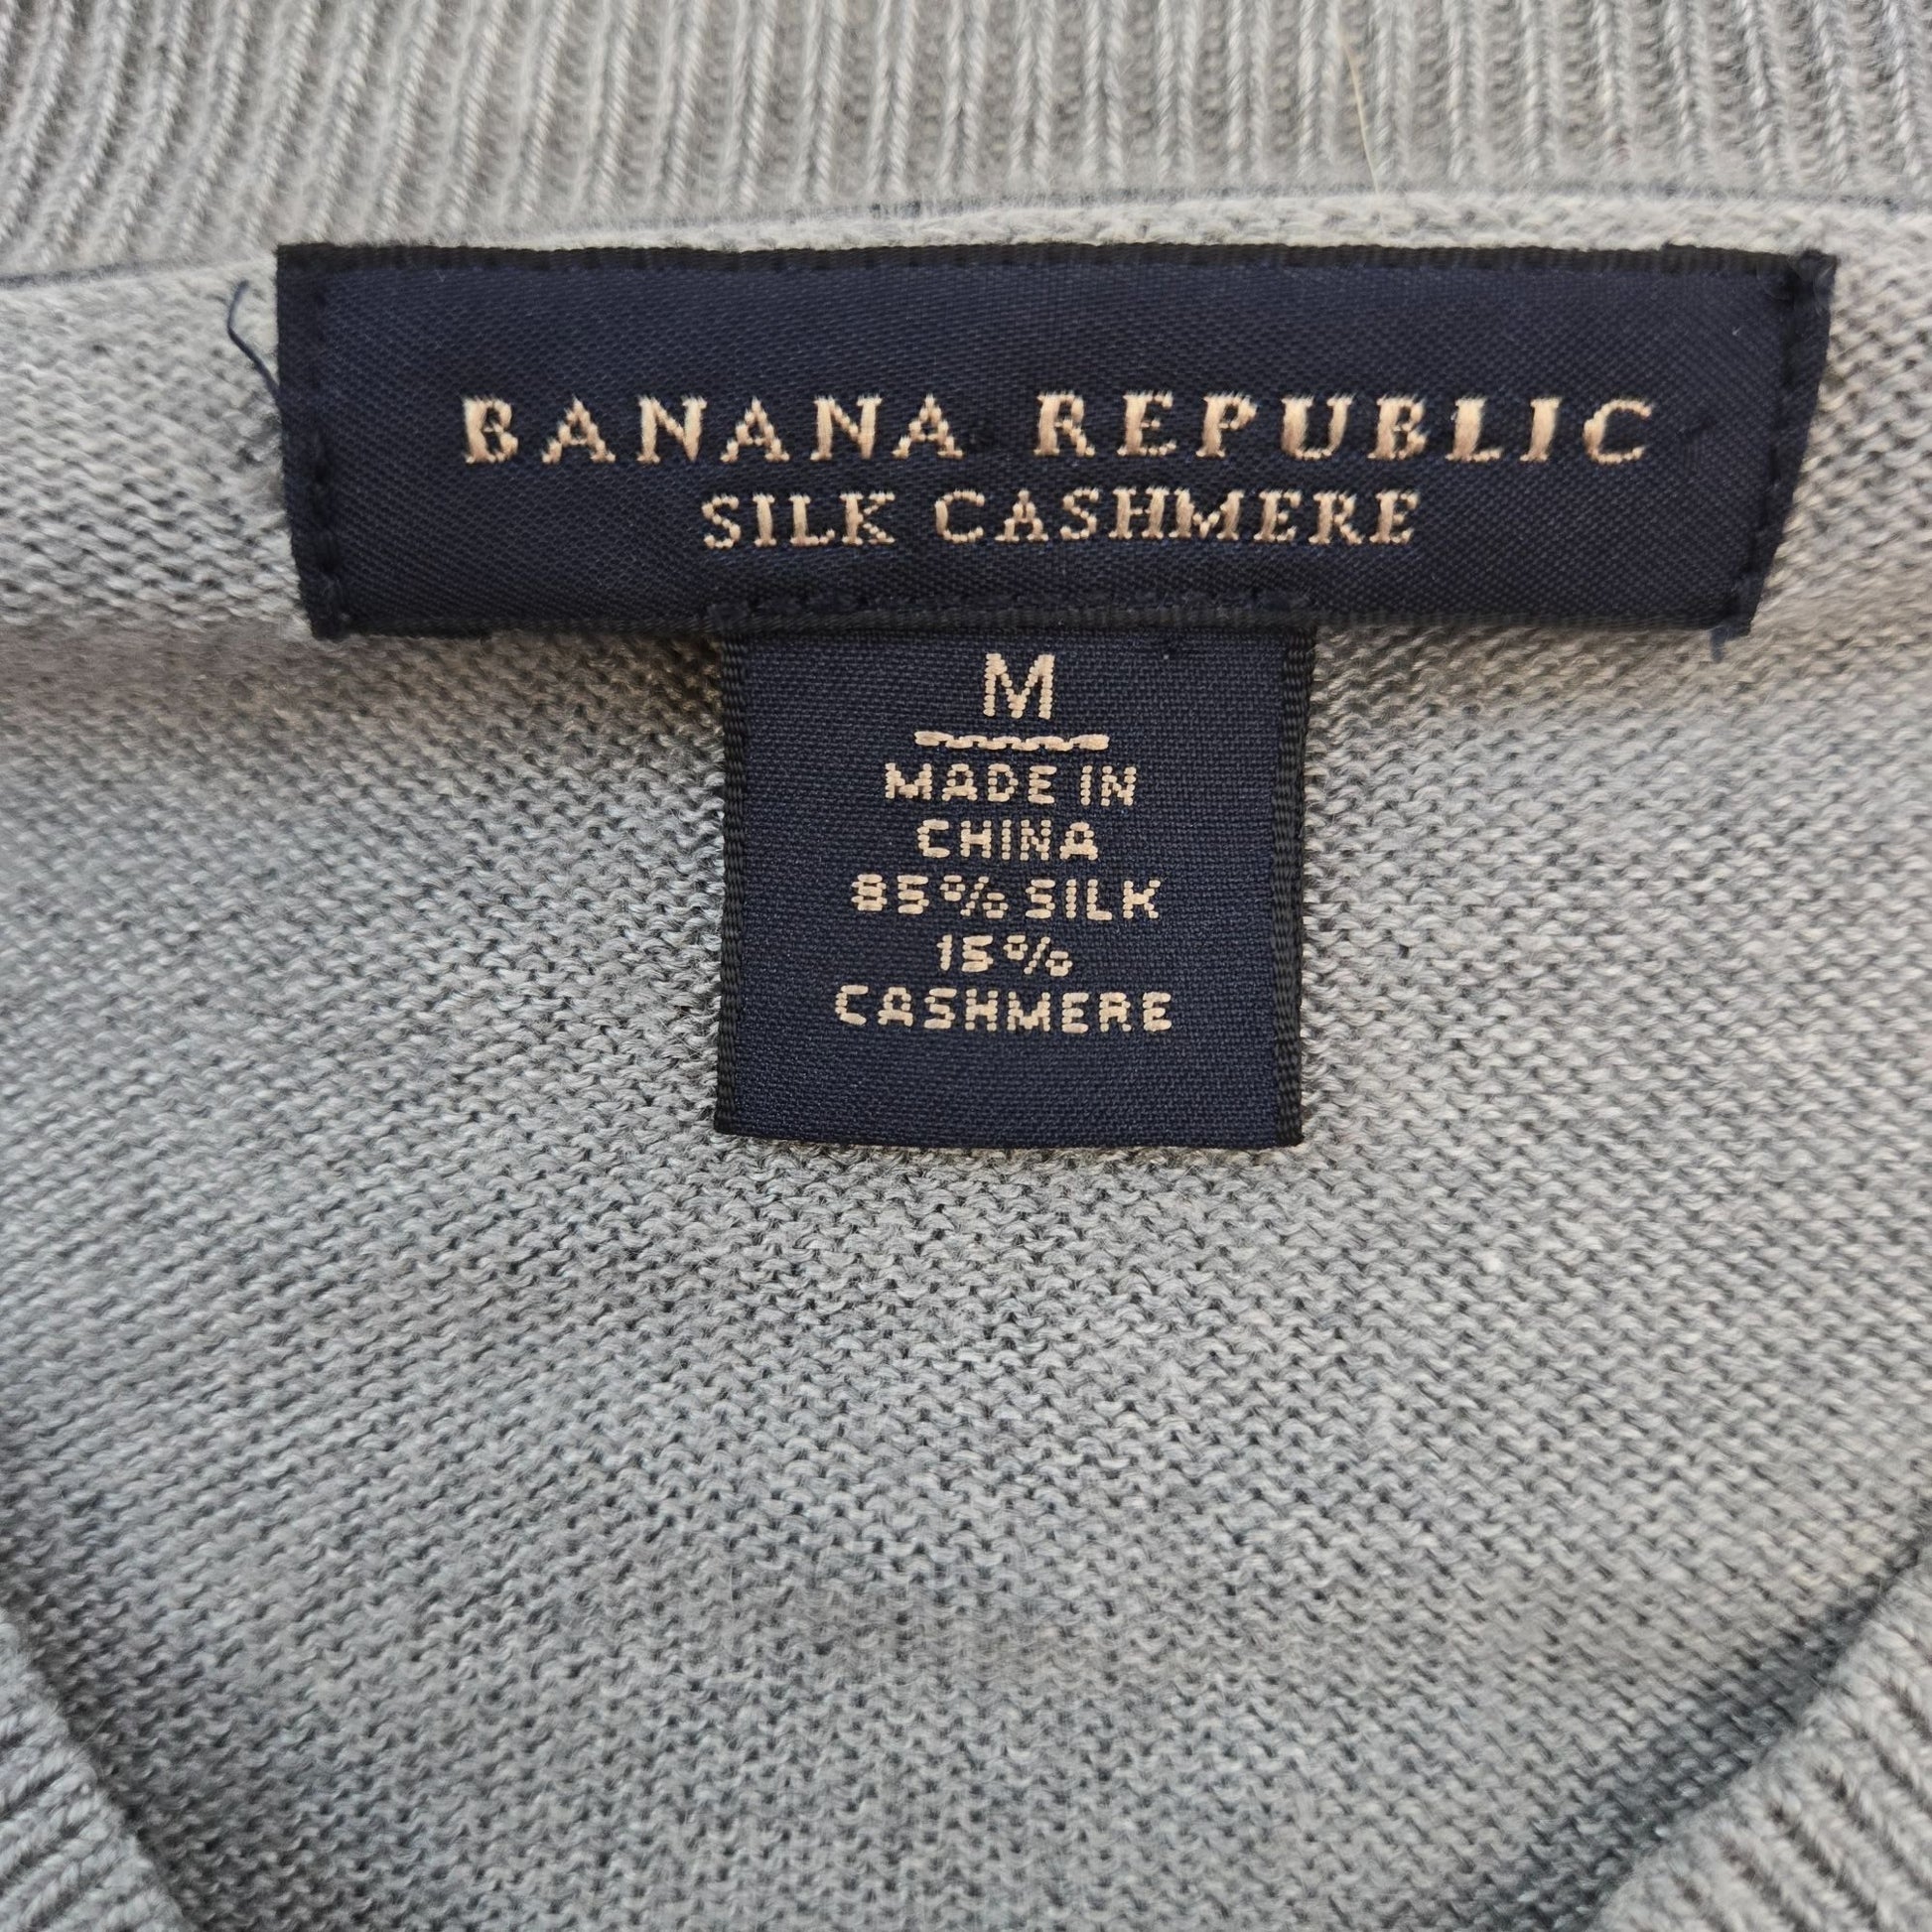 BANANA REPUBLIC
SILK CASHMERE
M
MADE IN
CHINA
85% SILK
15%
CASHMERE